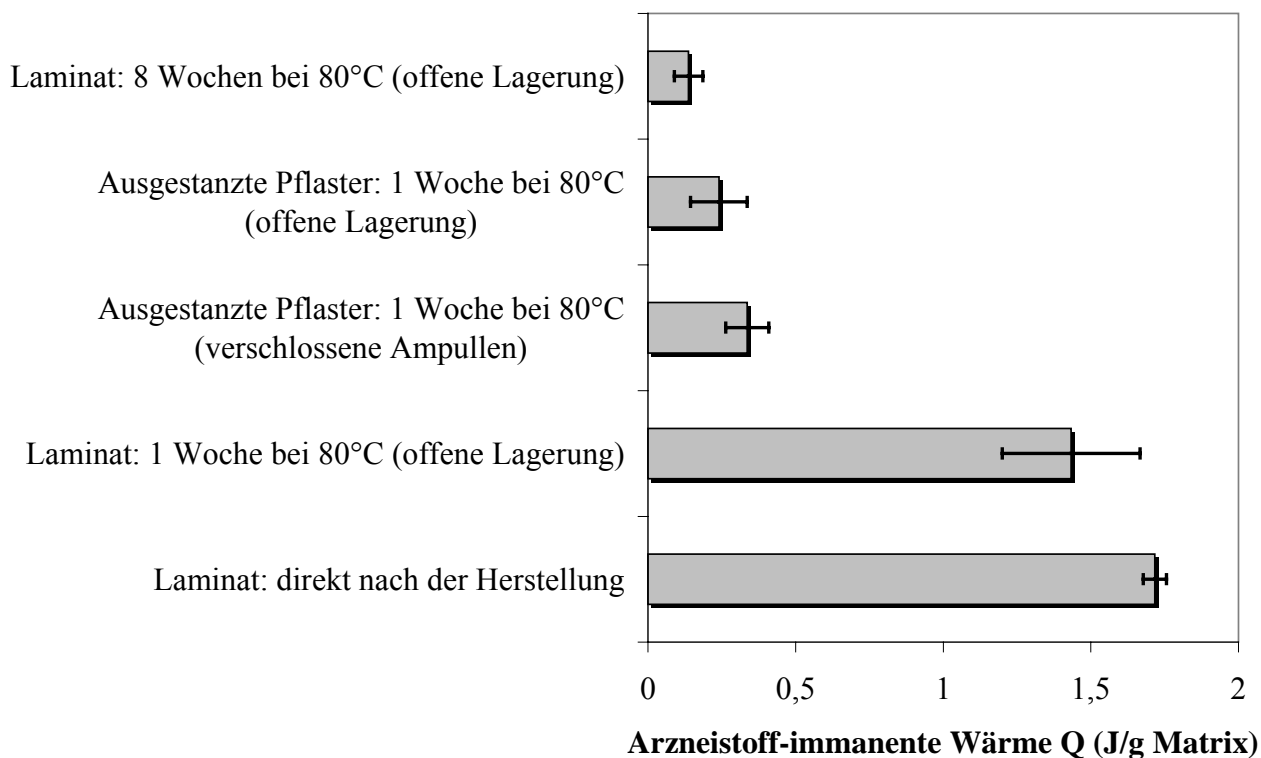 Laminat: 8 Wochen bei 80°C (offene Lagerung)
Ausgestanzte Pflaster: 1 Woche bei 80°C
(offene Lagerung)
Ausgestanzte Pflaster: 1 Woche bei 80°C
(verschlossene Ampullen)
Laminat: 1 Woche bei 80°C (offene Lagerung)
Laminat: direkt nach der Herstellung
0 0,5 1 1,5 2
Arzneistoff-immanente Wärme Q (J/g Matrix)